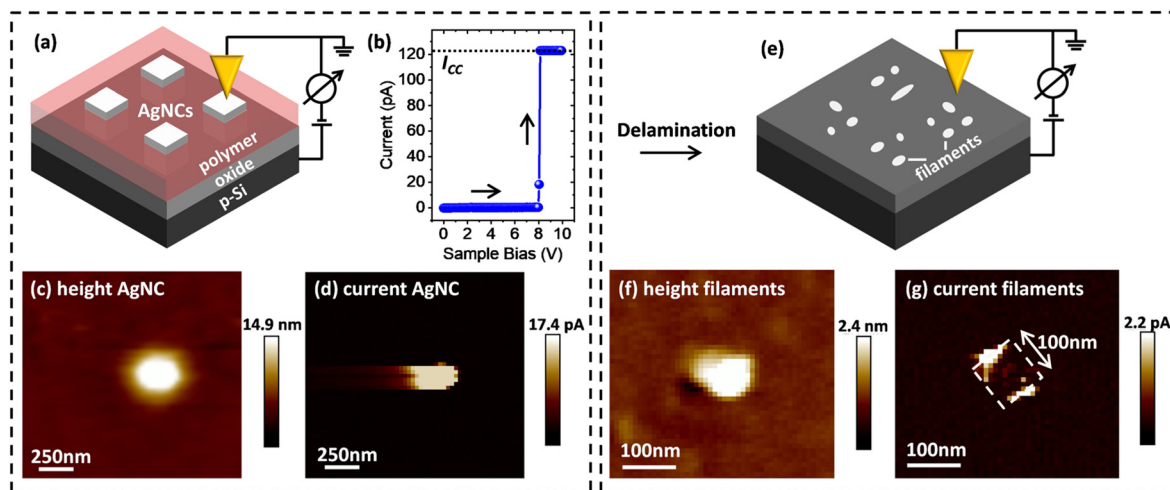 (a)
AgNCs
polymer
oxide
p-Si
(b)
Current (pA)
120
100
80
60
40
20
0
I_CC
0 2 4 6 8 10
Sample Bias (V)
(c) height AgNC
14.9 nm
250nm
(d) current AgNC
17.4 pA
250nm
Delamination
(e)
filaments
(f) height filaments
2.4 nm
100nm
(g) current filaments
2.2 pA
100nm
100nm